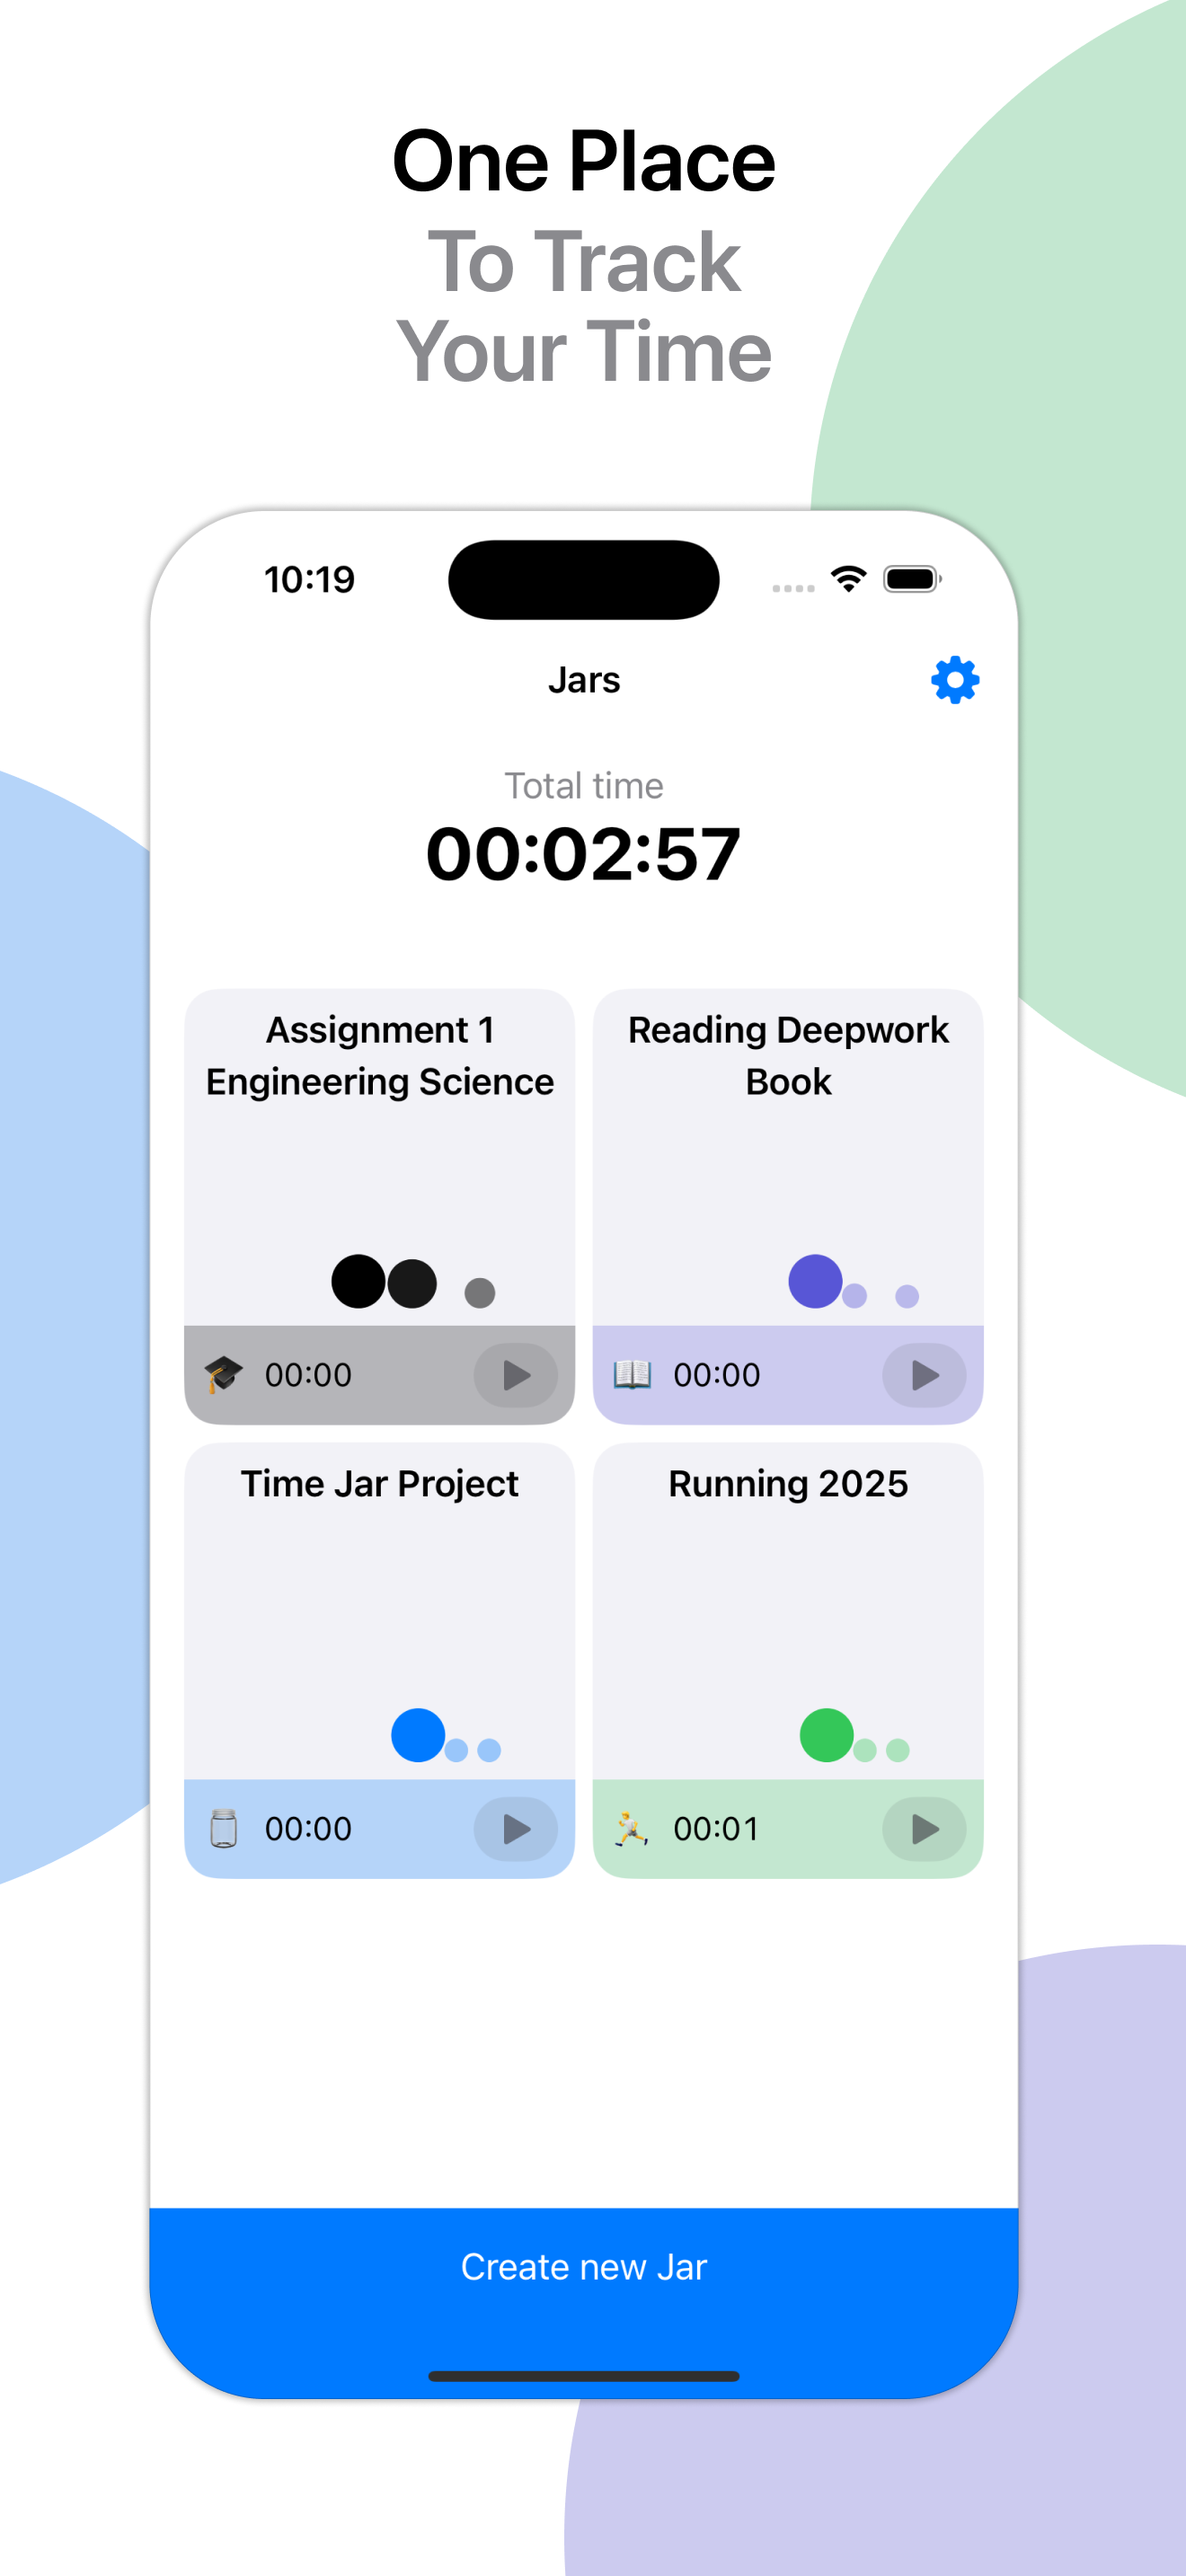 One Place
To Track
Your Time
10:19
Jars
Total time
00:02:57
Assignment 1
Engineering Science
00:00
Reading Deepwork
Book
00:00
Time Jar Project
00:00
Running 2025
00:01
Create new Jar